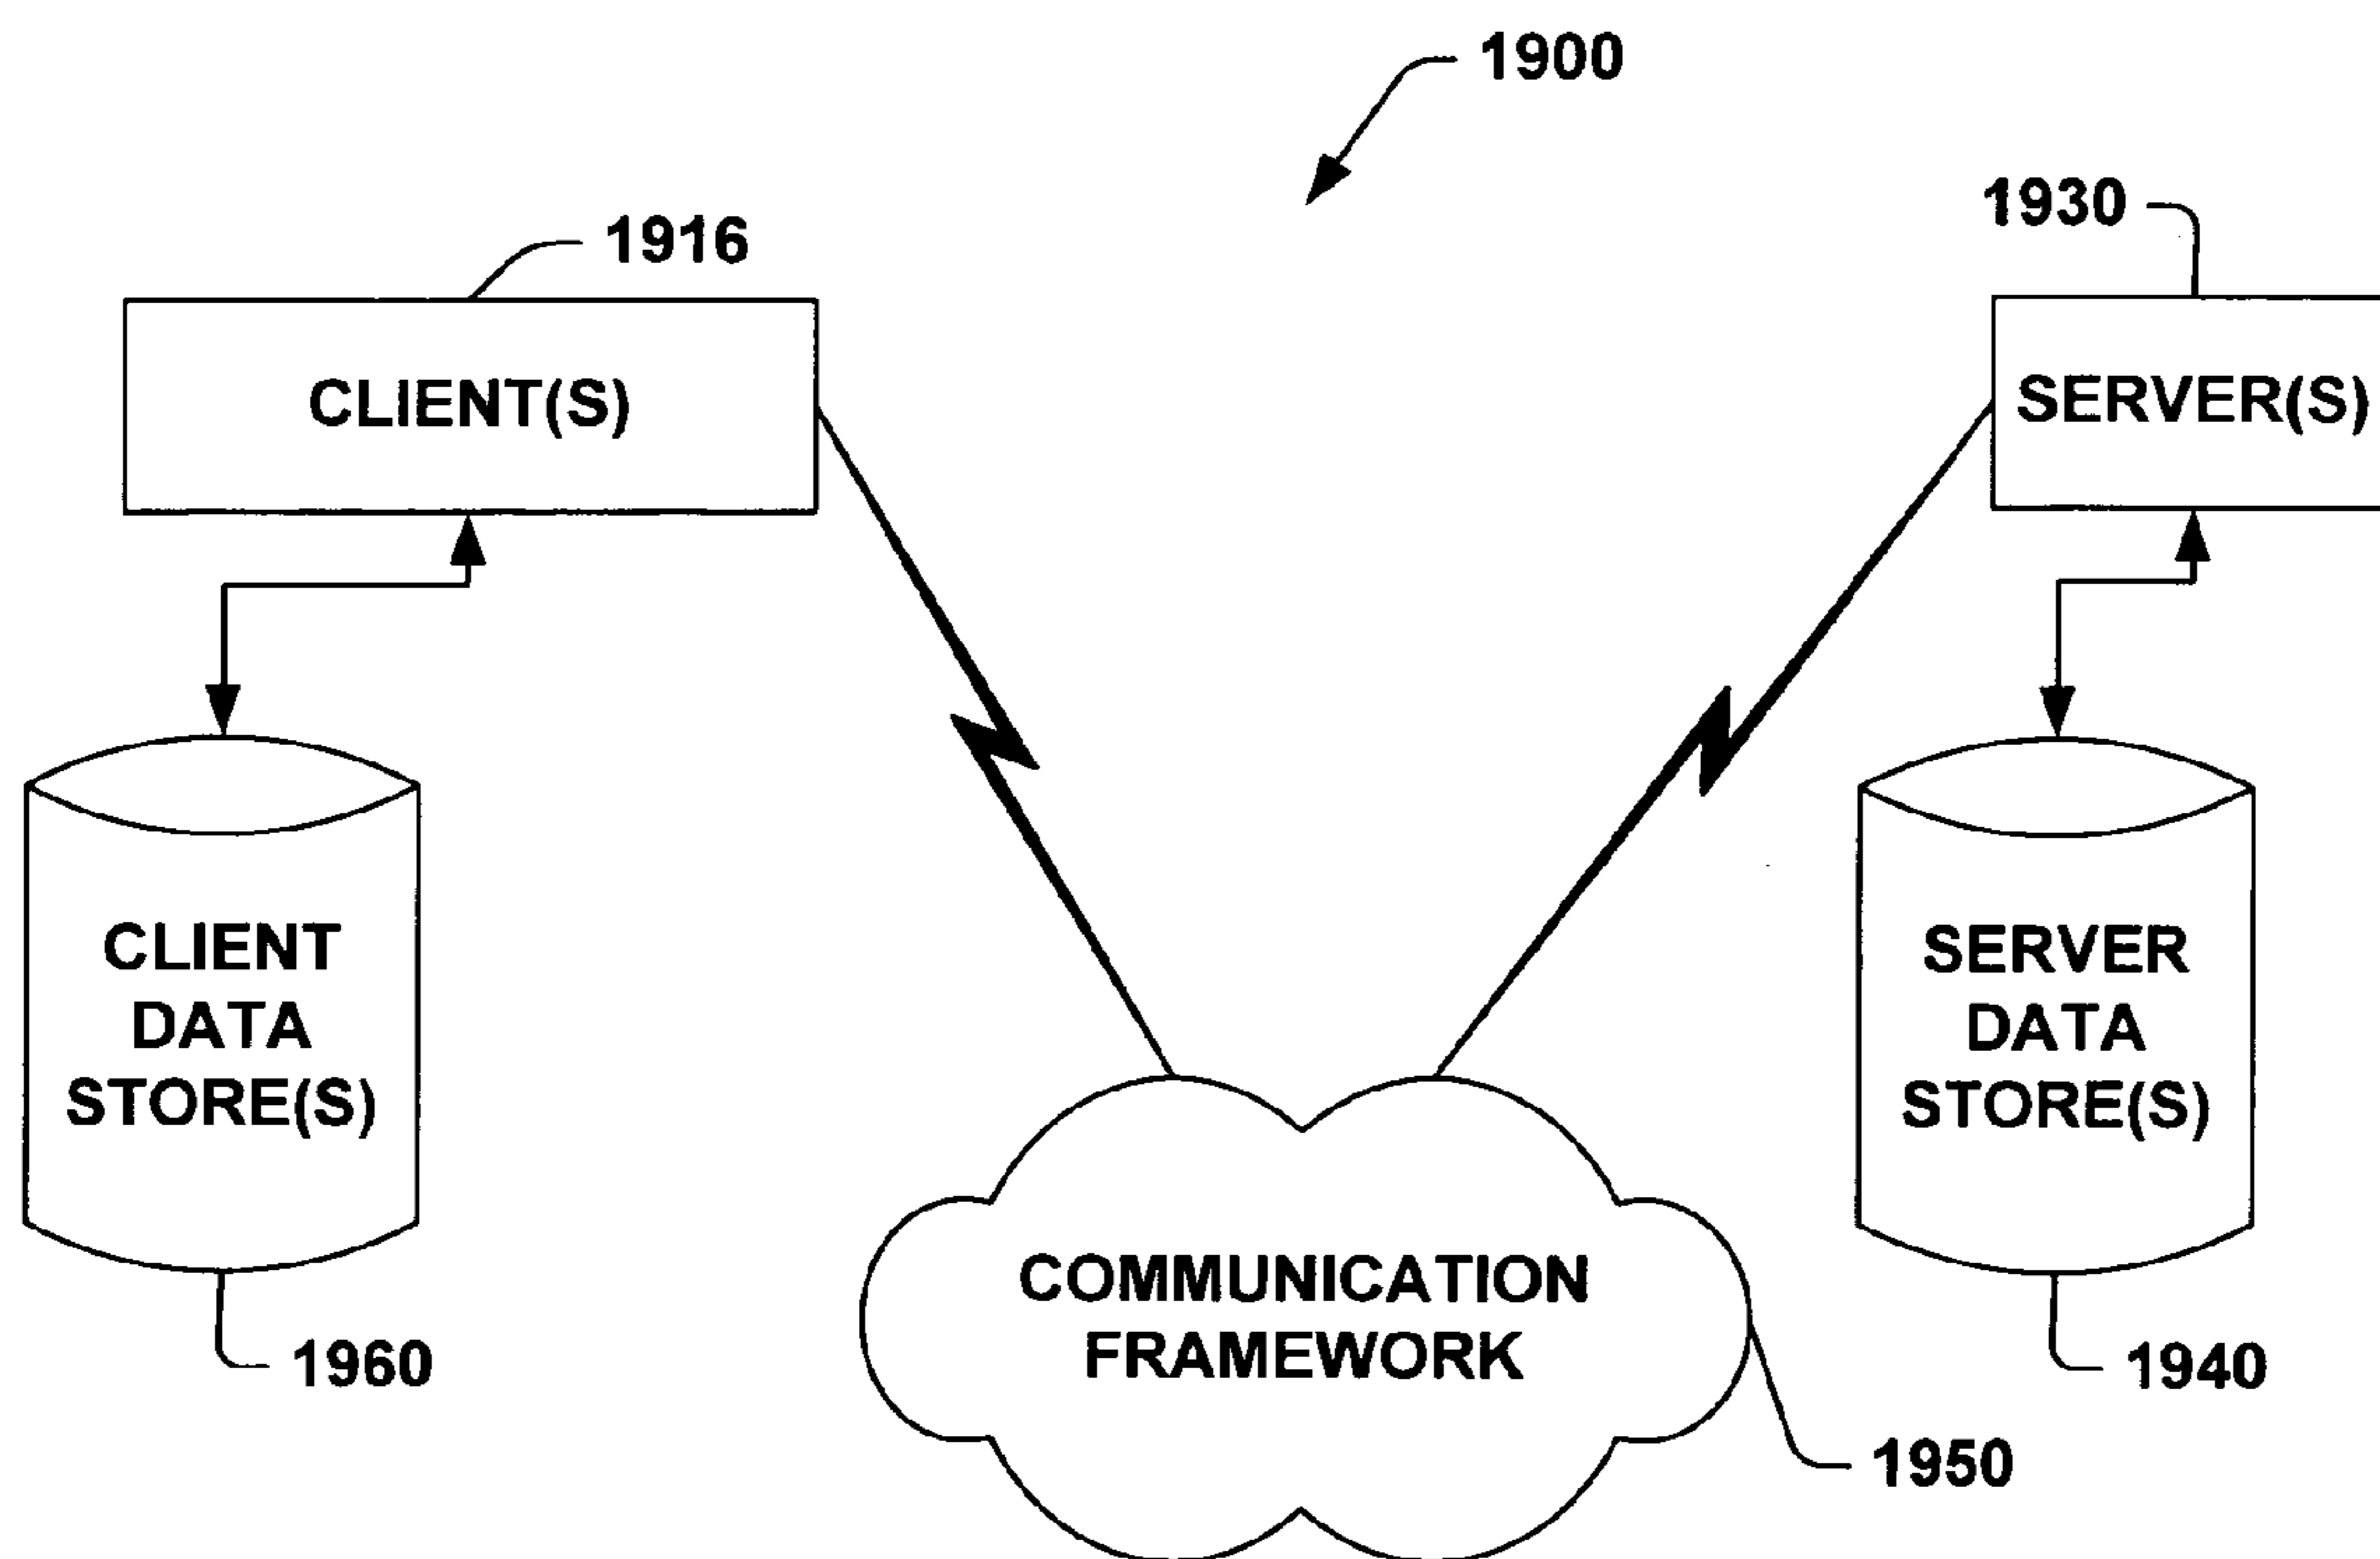 1900
1916
1930
CLIENT(S)
SERVER(S)
CLIENT
DATA
STORE(S)
SERVER
DATA
STORE(S)
COMMUNICATION
FRAMEWORK
1960
1940
1950